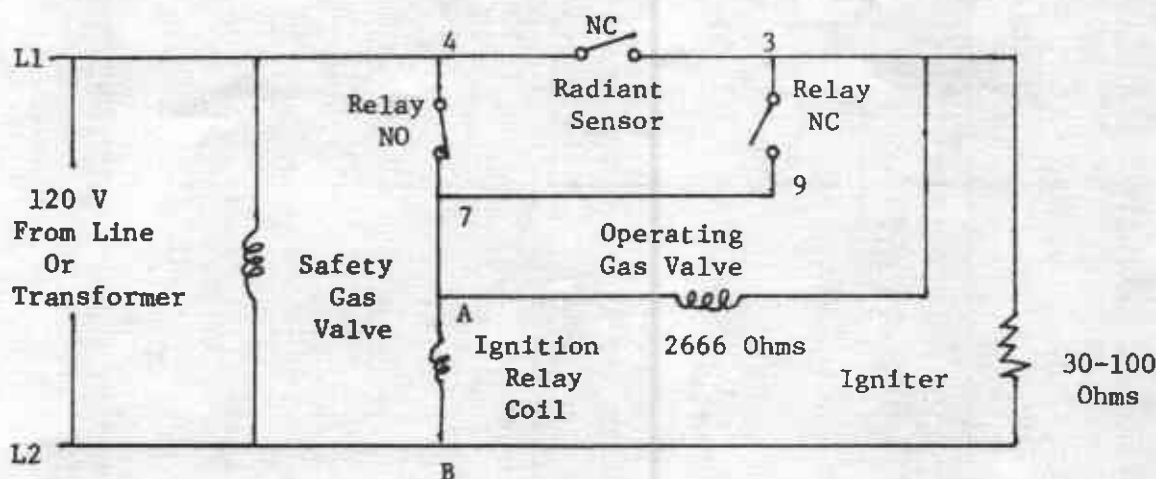 NC
4
3
L1
Radiant
Sensor
Relay
NO
Relay
NC
9
7
120 V
From Line
Or
Transformer
Safety
Gas
Valve
Operating
Gas Valve
A
Ignition
Relay
Coil
2666 Ohms
Igniter
30-100
Ohms
L2
B